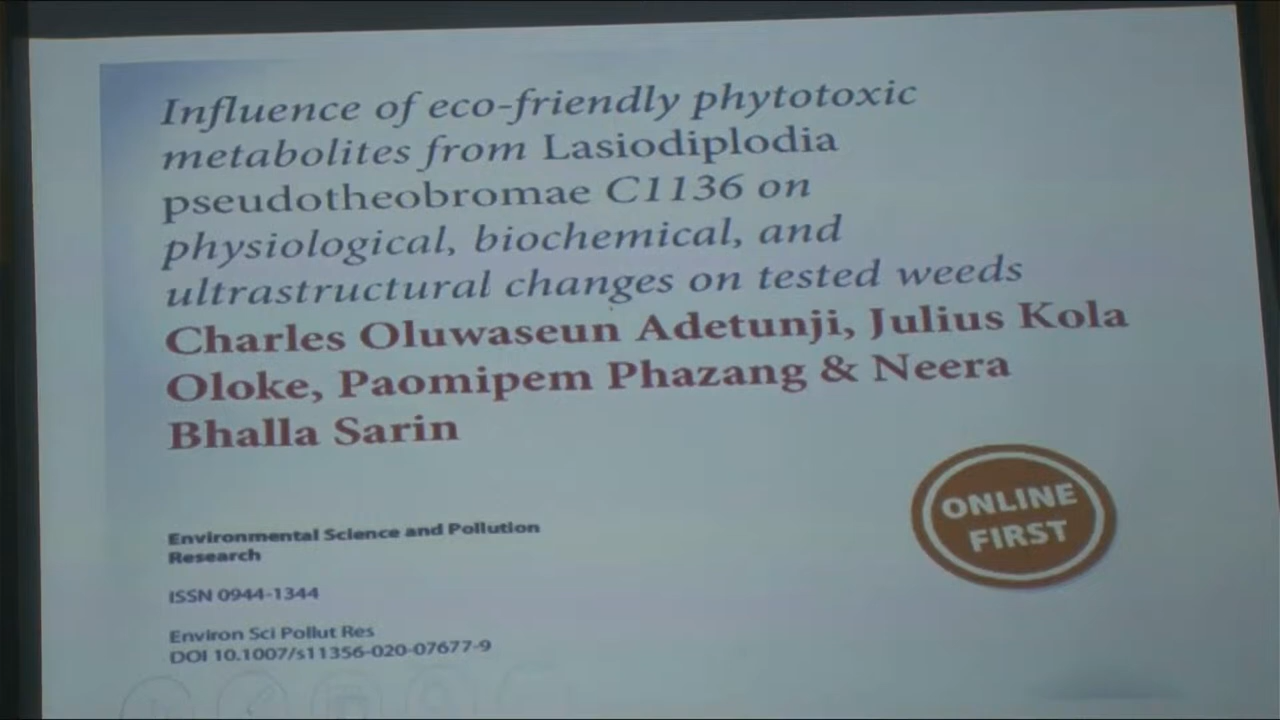 Influence of eco-friendly phytotoxic
metabolites from Lasiodiplodia
pseudotheobromae C1136 on
physiological, biochemical, and
ultrastructural changes on tested weeds
Charles Oluwaseun Adetunji, Julius Kola
Oloke, Paomipem Phazang & Neera
Bhalla Sarin
Environmental Science and Pollution
Research
ISSN 0944-1344
Environ Sci Pollut Res
DOI 10.1007/s11356-020-07677-9
ONLINE
FIRST